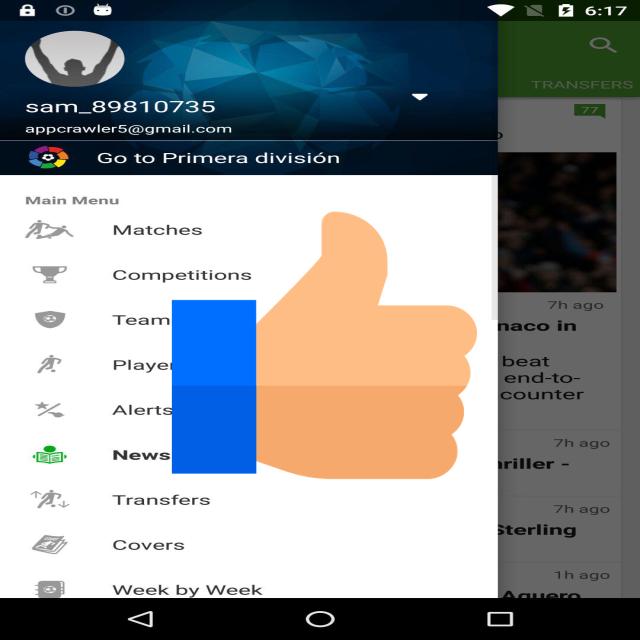 6:17
TRANSFERS
sam_89810735
appcrawler5@gmail.com
77
Go to Primera división
Main Menu
Matches
Competitions
7h ago
Team
naco in
Player
beat
end-to-
counter
Alerts
7h ago
News
riller -
Transfers
7h ago
Sterling
Covers
1h ago
Week by Week
Aguero